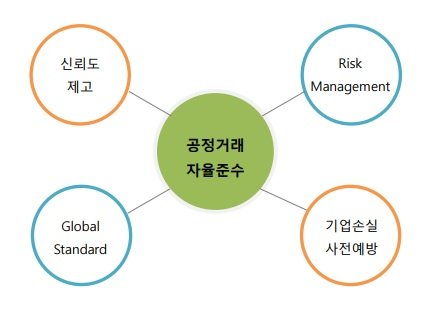 신뢰도
제고
Risk
Management
공정거래
자율준수
Global
Standard
기업손실
사전예방